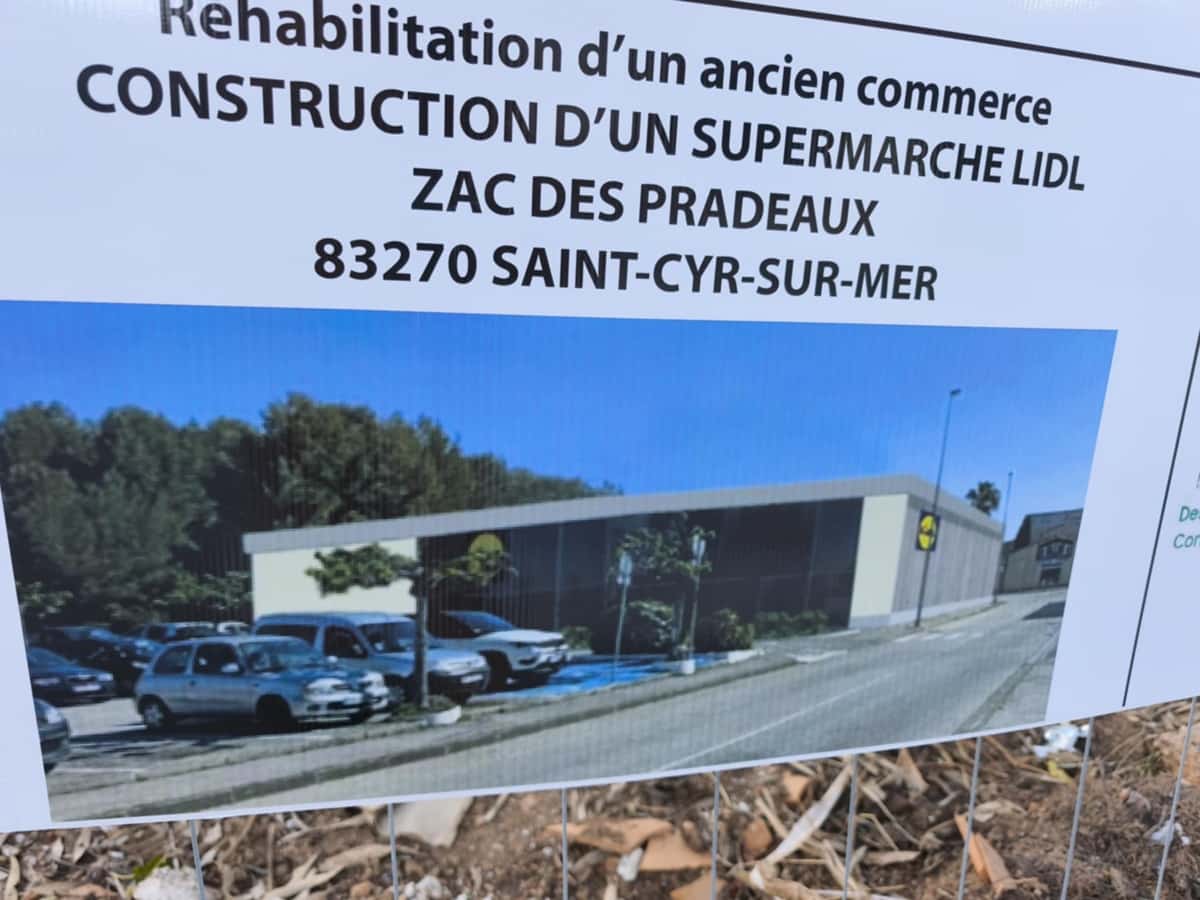 Rehabilitation d'un ancien commerce
CONSTRUCTION D'UN SUPERMARCHE LIDL
ZAC DES PRADEAUX
83270 SAINT-CYR-SUR-MER